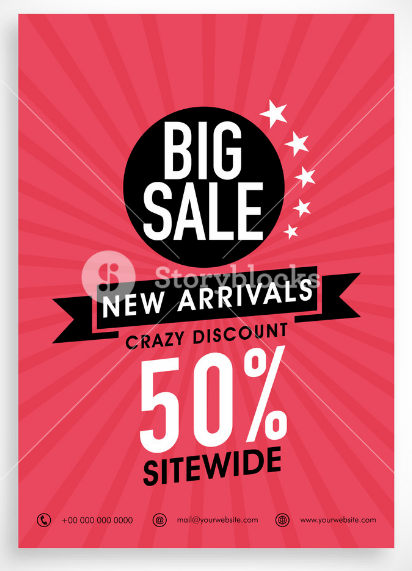 BIG
SALE
Storyblocks
NEW ARRIVALS
CRAZY DISCOUNT
50%
SITEWIDE
+00 000 000 0000 mail@yourwebsite.com www.yourwebsite.com